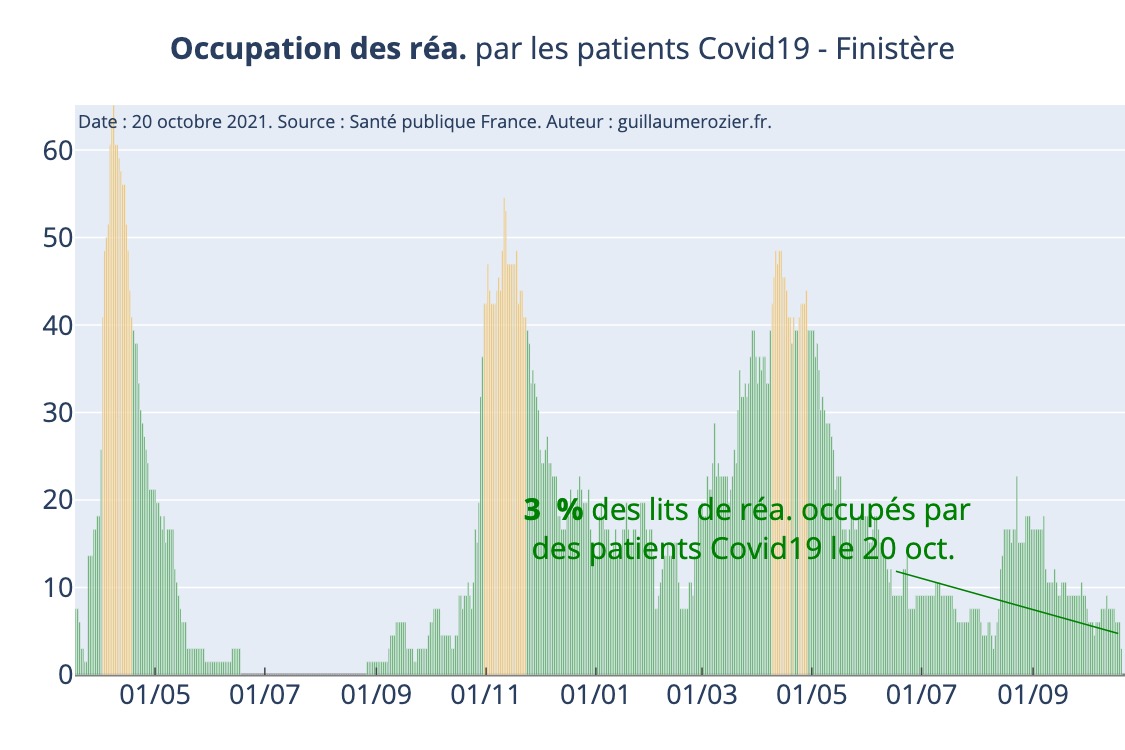 Occupation des réa. par les patients Covid19 - Finistère
Date : 20 octobre 2021. Source : Santé publique France. Auteur : guillaumerozier.fr.
60
50
40
30
20
3 % des lits de réa. occupés par
des patients Covid19 le 20 oct.
10
0
01/05 01/07 01/09 01/11 01/01 01/03 01/05 01/07 01/09